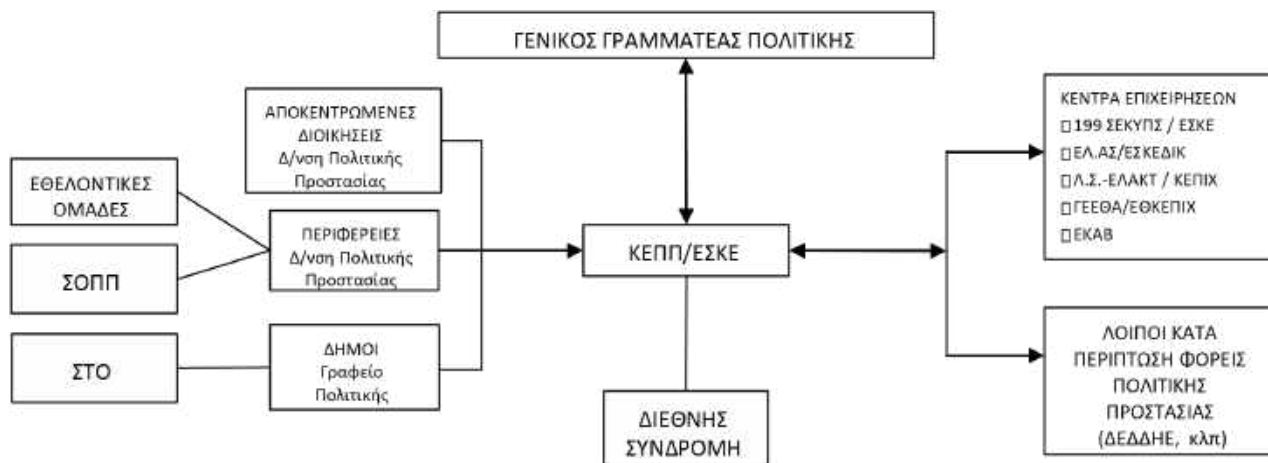 ΓΕΝΙΚΟΣ ΓΡΑΜΜΑΤΕΑΣ ΠΟΛΙΤΙΚΗΣ
ΑΠΟΚΕΝΤΡΩΜΕΝΕΣ
ΔΙΟΙΚΗΣΕΙΣ
Δ/νση Πολιτικής
Προστασίας
ΕΘΕΛΟΝΤΙΚΕΣ
ΟΜΑΔΕΣ
ΣΟΠΠ
ΣΤΟ
ΠΕΡΙΦΕΡΕΙΕΣ
Δ/νση Πολιτικής
Προστασίας
ΔΗΜΟΙ
Γραφείο
Πολιτικής
ΚΕΠΠ/ΕΣΚΕ
ΔΙΕΘΝΗΣ
ΣΥΝΔΡΟΜΗ
ΚΕΝΤΡΑ ΕΠΙΧΕΙΡΗΣΕΩΝ
199 ΣΕΚΥΠΣ / ΕΣΚΕ
ΕΛ.ΑΣ/ΕΣΚΕΔΙΚ
Λ.Σ.-ΕΛΑΚΤ / ΚΕΠΙΧ
ΓΕΕΘΑ/ΕΘΚΕΠΙΧ
ΕΚΑΒ
ΛΟΙΠΟΙ ΚΑΤΑ
ΠΕΡΙΠΤΩΣΗ ΦΟΡΕΙΣ
ΠΟΛΙΤΙΚΗΣ
ΠΡΟΣΤΑΣΙΑΣ
(ΔΕΔΔΗΕ, κλπ)